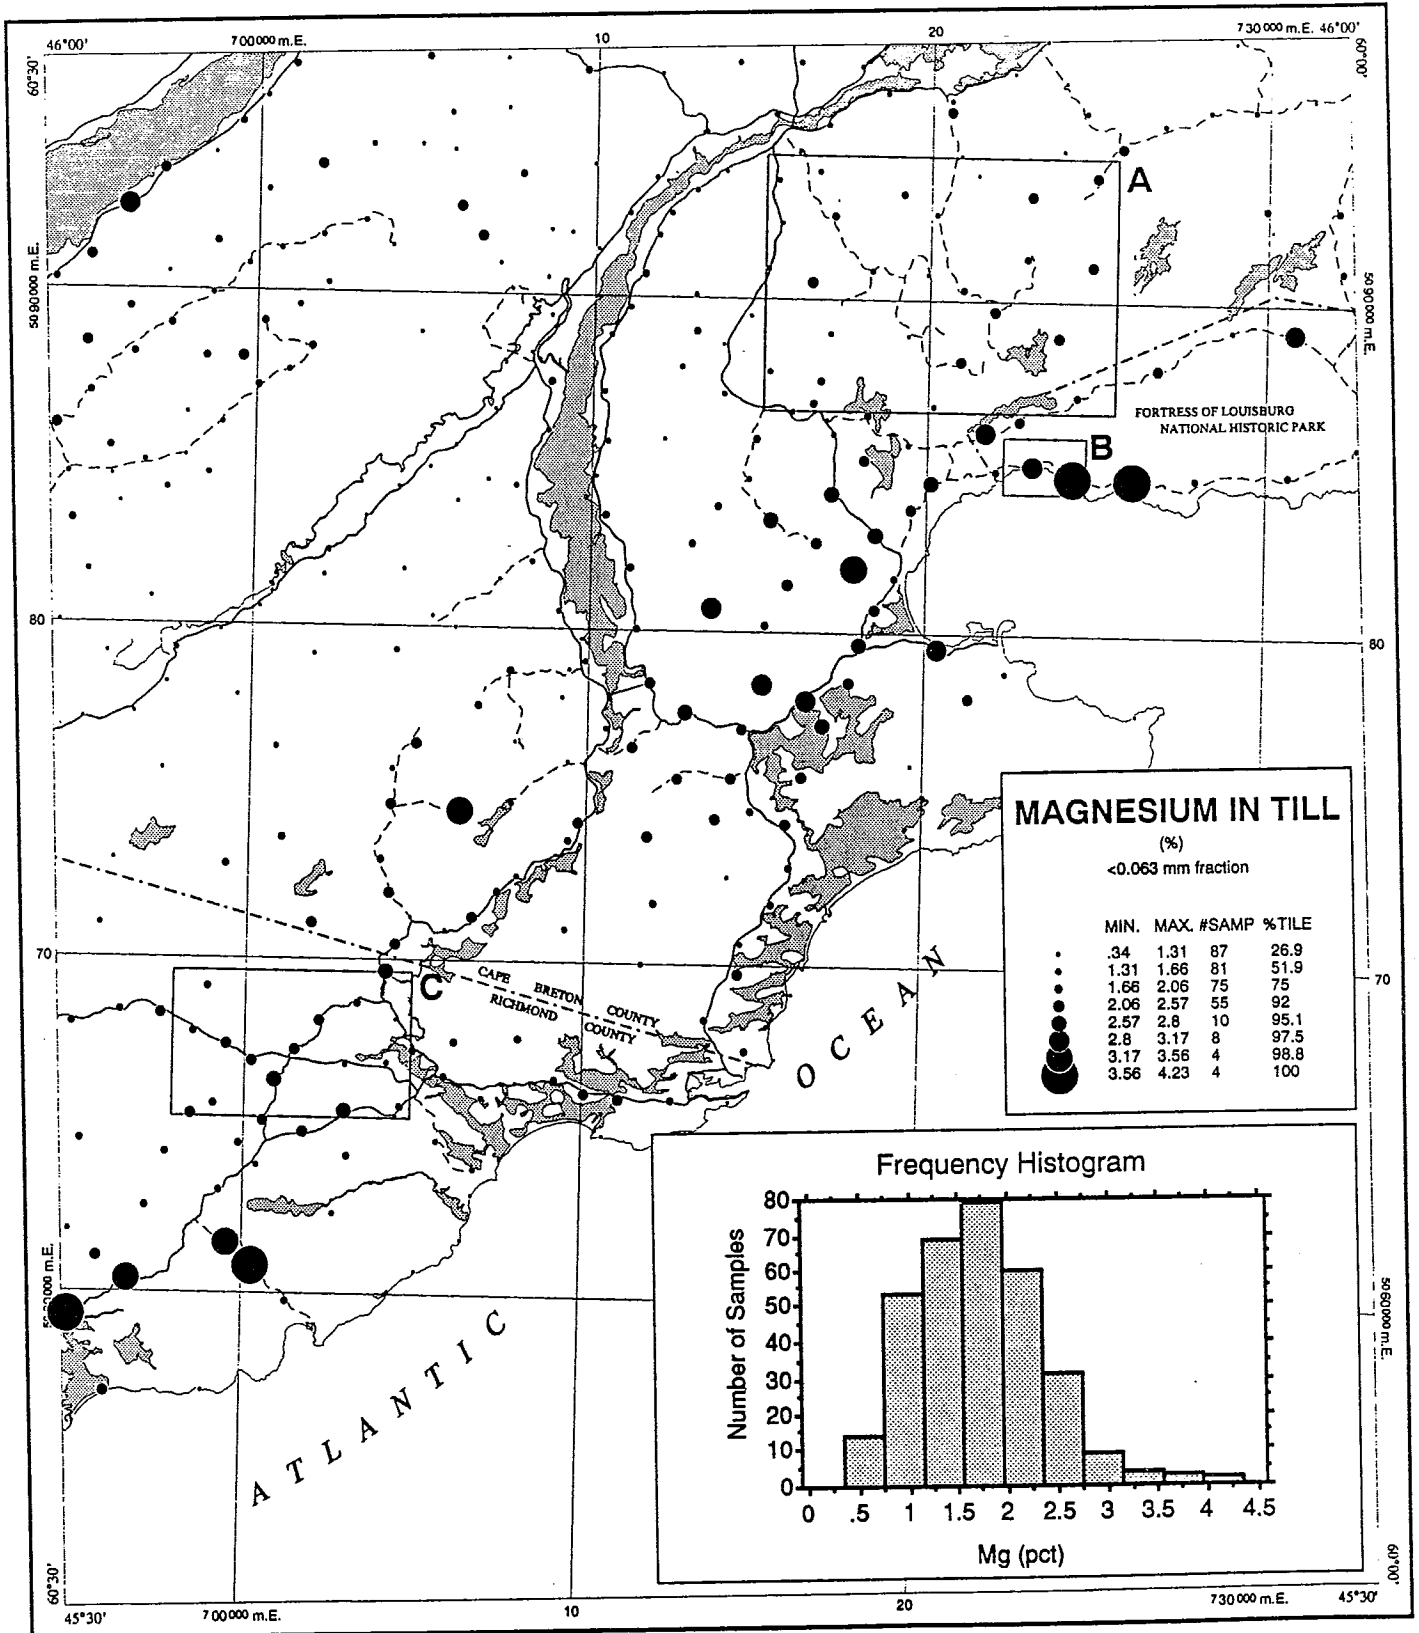 46°00' 700000 m.E. 10 20 730000 m.E. 46°00'
60°30'
60°00'
A
5090000 m.E.
5090000 m.E.
FORTRESS OF LOUISBURG
NATIONAL HISTORIC PARK
B
80
80
MAGNESIUM IN TILL
(%)
<0.063 mm fraction
MIN. MAX. #SAMP %TILE
.34 1.31 87 26.9
1.31 1.66 81 51.9
1.66 2.06 75 75
2.06 2.57 55 92
2.57 2.8 10 95.1
2.8 3.17 8 97.5
3.17 3.56 4 98.8
3.56 4.23 4 100
70
70
C
CAPE BRETON COUNTY
RICHMOND COUNTY
ATLANTIC OCEAN
5060000 m.E.
Frequency Histogram
Number of Samples
80
70
60
50
40
30
20
10
0
0 .5 1 1.5 2 2.5 3 3.5 4 4.5
Mg (pct)
60°30'
60°00'
45°30' 700000 m.E. 10 20 730000 m.E. 45°30'